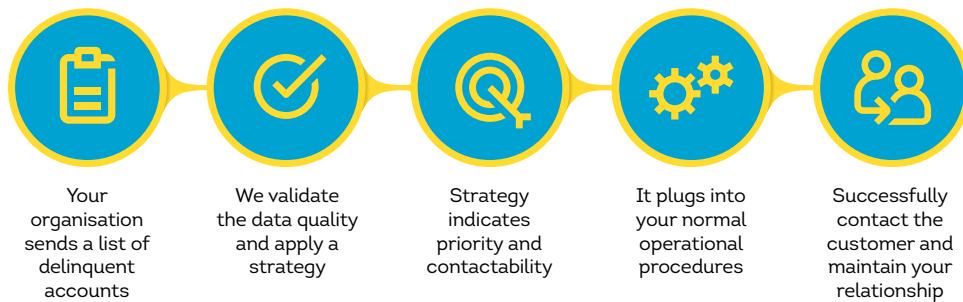 Your
organisation
sends a list of
delinquent
accounts
We validate
the data quality
and apply a
strategy
Strategy
indicates
priority and
contactability
It plugs into
your normal
operational
procedures
Successfully
contact the
customer and
maintain your
relationship